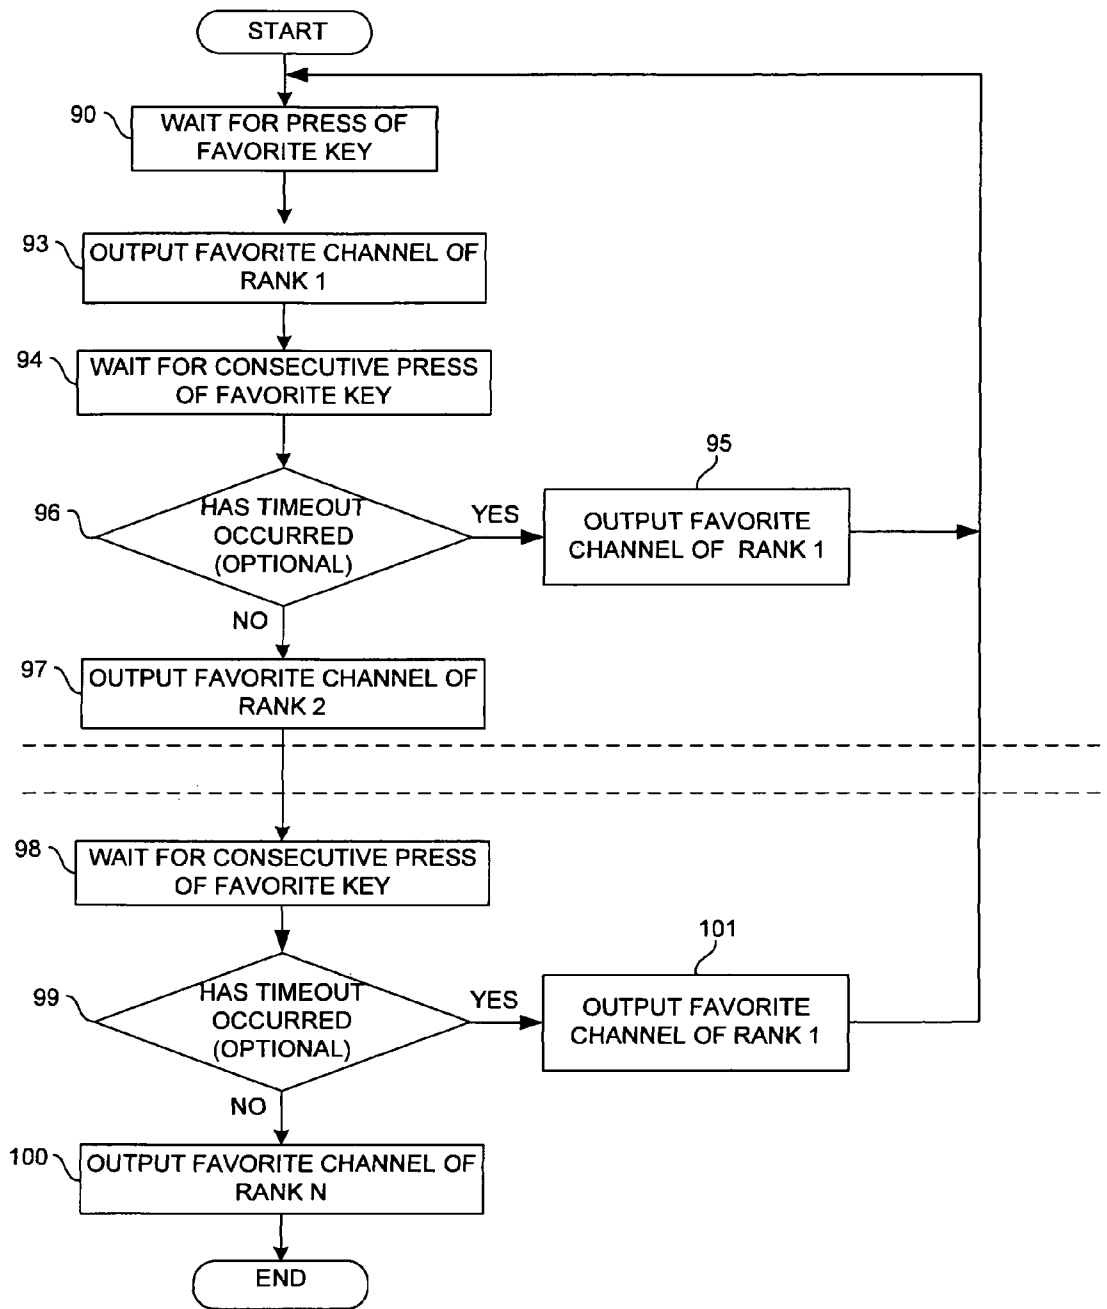 START
90
WAIT FOR PRESS OF
FAVORITE KEY
93
OUTPUT FAVORITE CHANNEL OF
RANK 1
94
WAIT FOR CONSECUTIVE PRESS
OF FAVORITE KEY
96
HAS TIMEOUT
OCCURRED
(OPTIONAL)
YES
95
OUTPUT FAVORITE
CHANNEL OF RANK 1
NO
97
OUTPUT FAVORITE CHANNEL OF
RANK 2
98
WAIT FOR CONSECUTIVE PRESS
OF FAVORITE KEY
99
HAS TIMEOUT
OCCURRED
(OPTIONAL)
YES
101
OUTPUT FAVORITE
CHANNEL OF RANK 1
NO
100
OUTPUT FAVORITE CHANNEL OF
RANK N
END